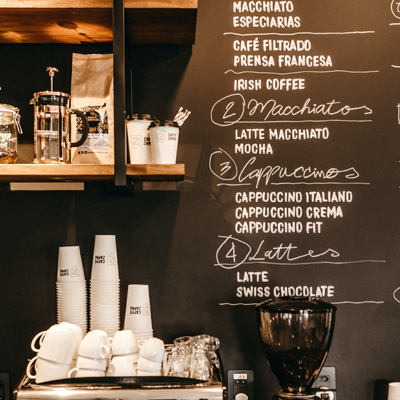 MACCHIATO
ESPECIARIAS
CAFÉ FILTRADO
PRENSA FRANCESA
IRISH COFFEE
2 Macchiatos
LATTE MACCHIATO
MOCHA
3 Cappuccinos
CAPPUCCINO ITALIANO
CAPPUCCINO CREMA
CAPPUCCINO FIT
4 Lattes
LATTE
SWISS CHOCOLATE